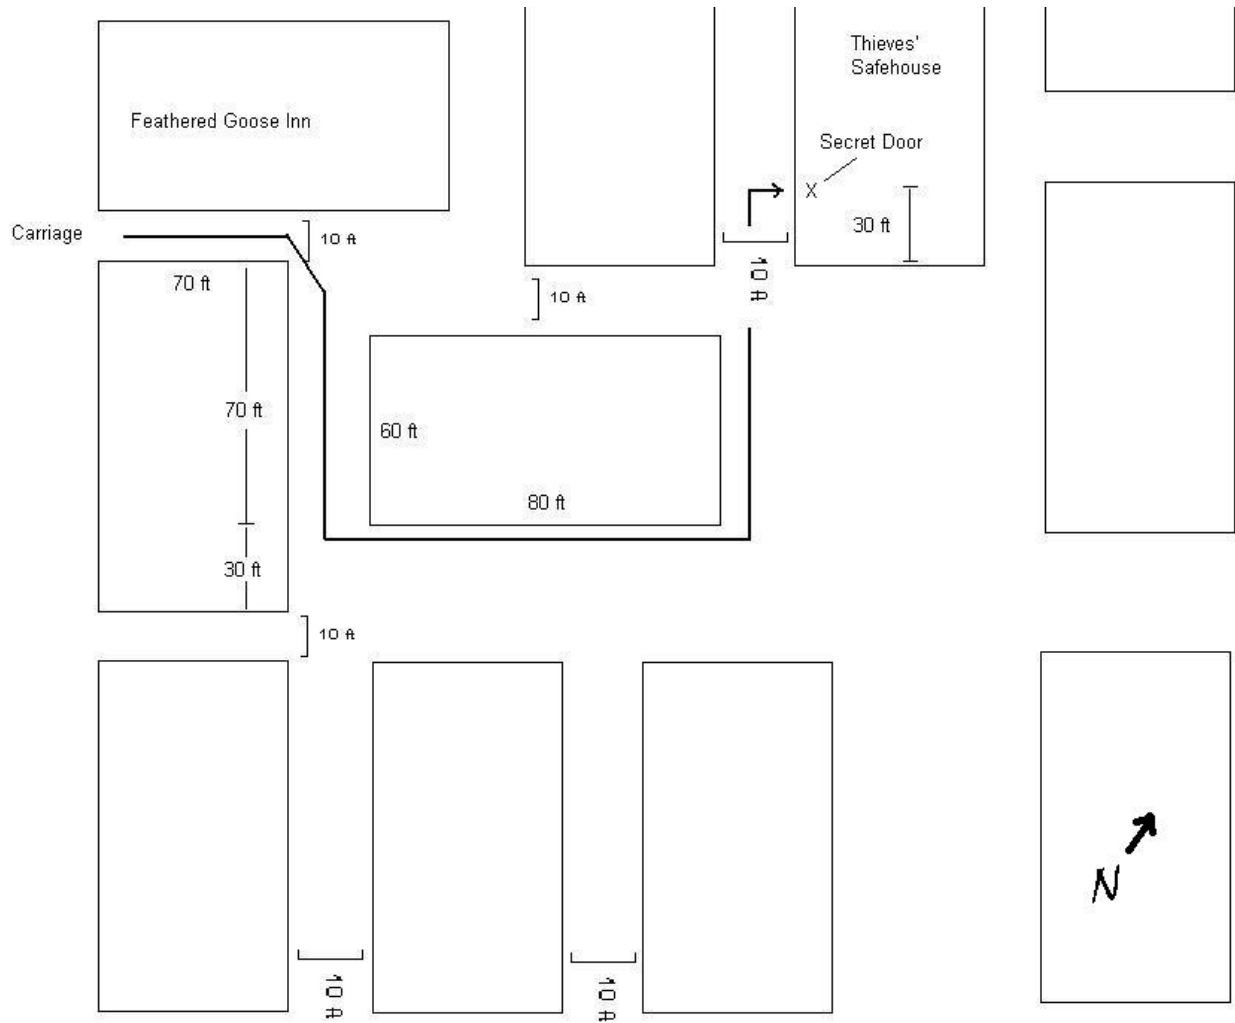 Thieves'
Safehouse
Feathered Goose Inn
Secret Door
X
Carriage
10 ft
30 ft
70 ft
10 ft
10 ft
70 ft
60 ft
80 ft
30 ft
10 ft
N
10 ft
10 ft